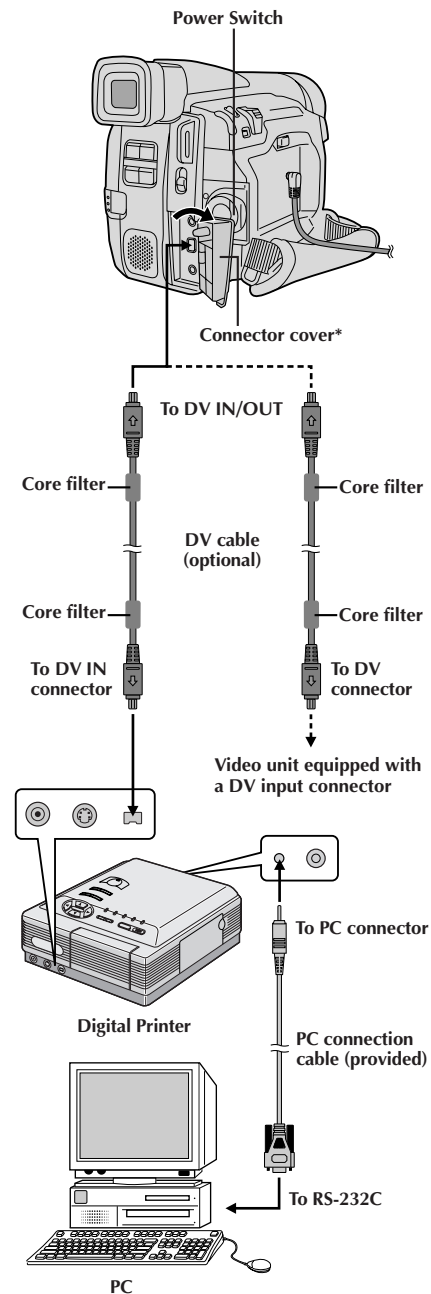 Power Switch
Connector cover*
To DV IN/OUT
Core filter
Core filter
DV cable
(optional)
Core filter
Core filter
To DV IN
connector
To DV
connector
Video unit equipped with
a DV input connector
To PC connector
Digital Printer
PC connection
cable (provided)
To RS-232C
PC